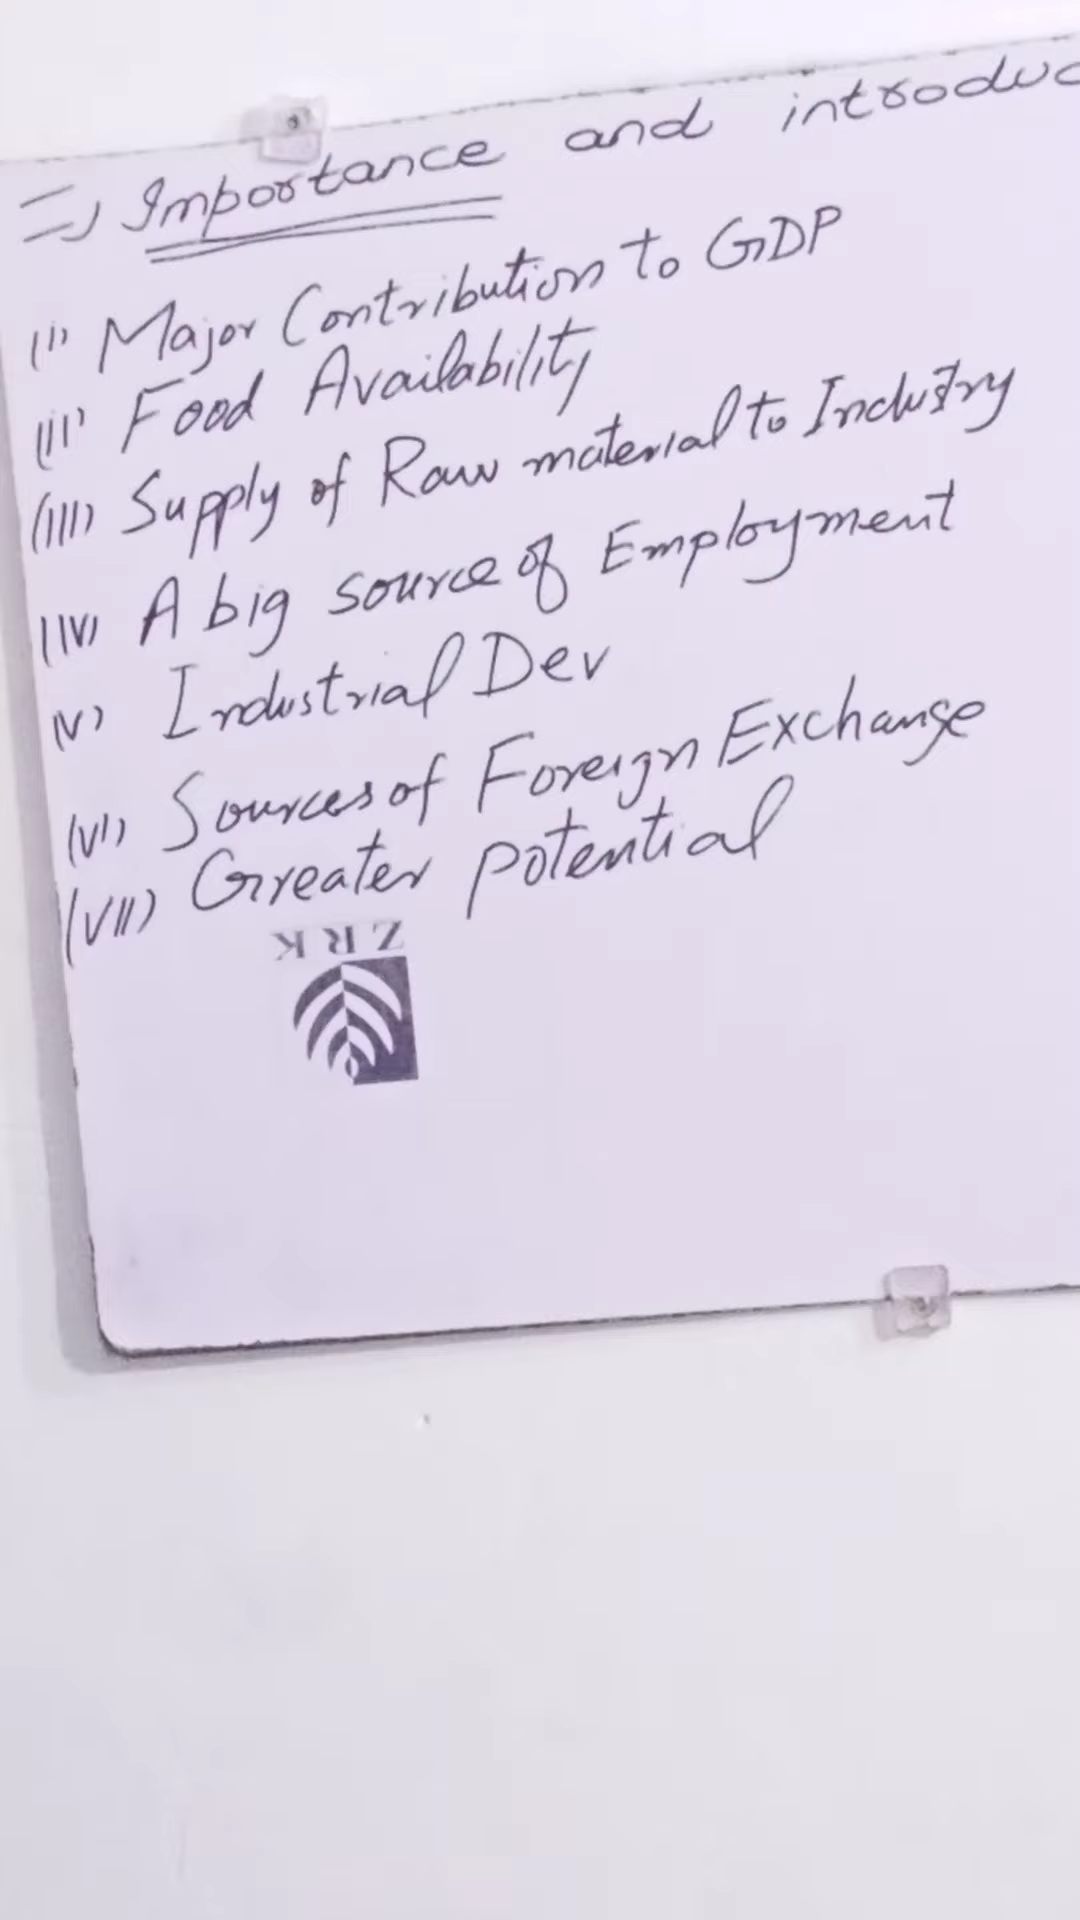 => Importance and introduc
(i) Major Contribution to GDP
(ii) Food Availability
(iii) Supply of Raw material to Industry
(iv) A big source of Employment
(v) Industrial Dev
(vi) Sources of Foreign Exchange
(vii) Greater potential
ZRK